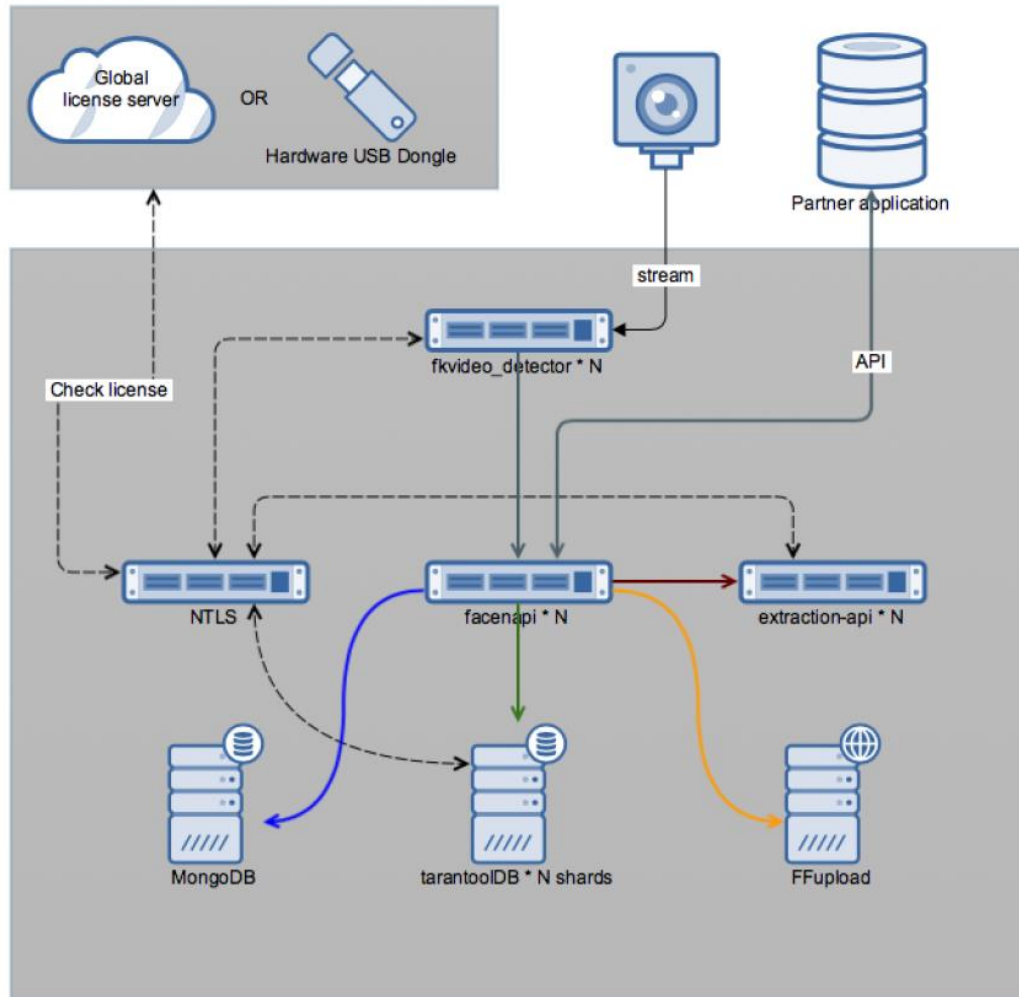 Global
license server
OR
Hardware USB Dongle
Partner application
stream
fkvideo_detector * N
API
Check license
NTLS
facenapi * N
extraction-api * N
MongoDB
tarantoolDB * N shards
FFupload